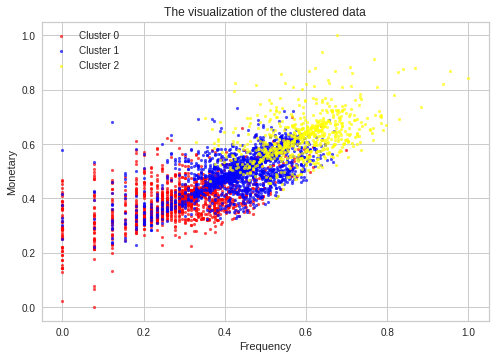 The visualization of the clustered data
Cluster 0
Cluster 1
Cluster 2
Monetary
1.0
0.8
0.6
0.4
0.2
0.0
0.0 0.2 0.4 0.6 0.8 1.0
Frequency